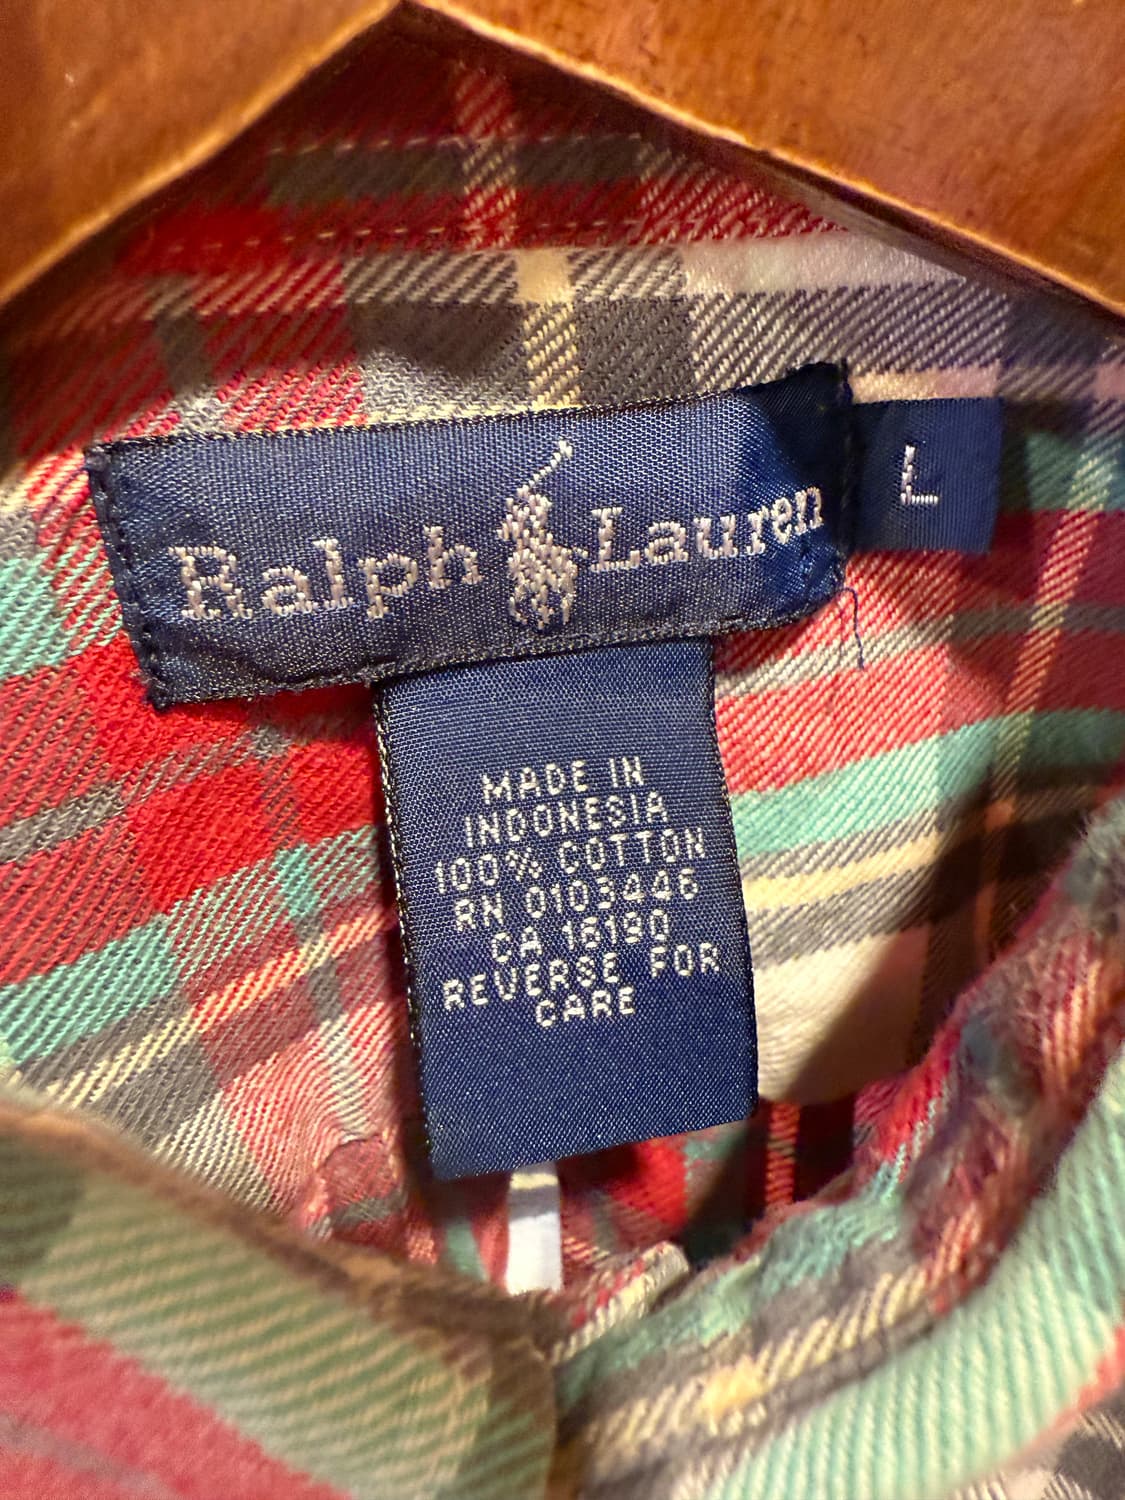 Ralph Lauren
L
MADE IN
INDONESIA
100% COTTON
RN 0103446
CA 16190
REVERSE FOR
CARE